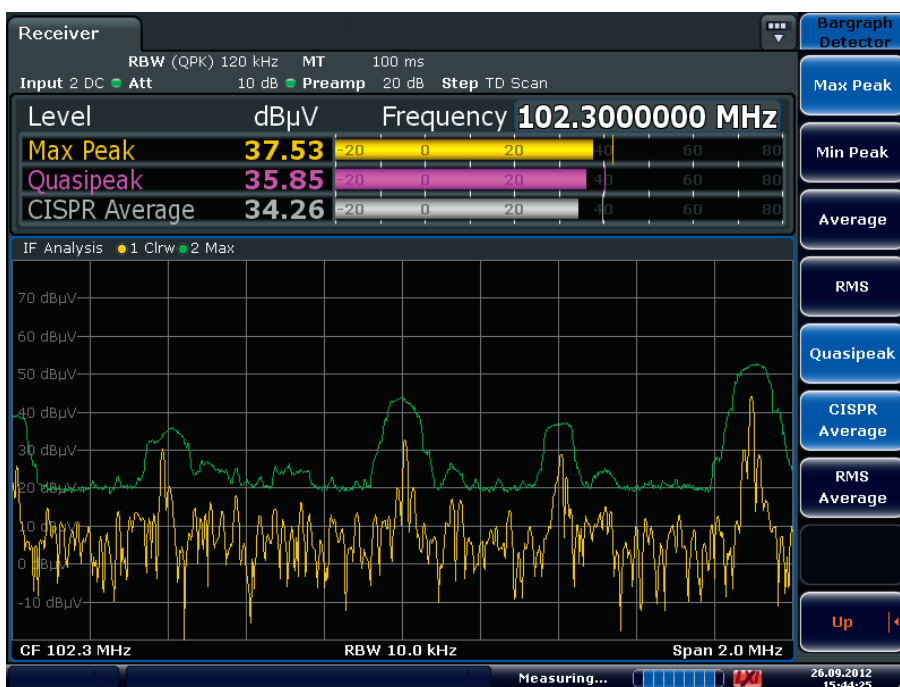 Receiver
RBW (QPK) 120 kHz MT 100 ms
Input 2 DC Att 10 dB Preamp 20 dB Step TD Scan
Level dBµV Frequency 102.3000000 MHz
Max Peak 37.53 -20 0 20 40 60 80
Quasipeak 35.85 -20 0 20 40 60 80
CISPR Average 34.26 -20 0 20 40 60 80
IF Analysis 1 Clrw 2 Max
70 dBµV
60 dBµV
50 dBµV
40 dBµV
30 dBµV
20 dBµV
0 dBµV
-10 dBµV
CF 102.3 MHz RBW 10.0 kHz Span 2.0 MHz
Measuring... LXI 26.09.2012
15:44:25
Bargraph
Detector
Max Peak
Min Peak
Average
RMS
Quasipeak
CISPR
Average
RMS
Average
Up